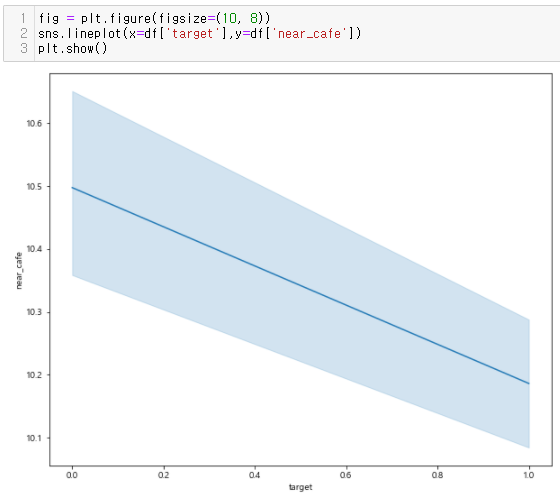 1 fig = plt.figure(figsize=(10, 8))
2 sns.lineplot(x=df['target'],y=df['near_cafe'])
3 plt.show()
10.6
10.5
10.4
10.3
10.2
10.1
near_cafe
0.0 0.2 0.4 0.6 0.8 1.0
target